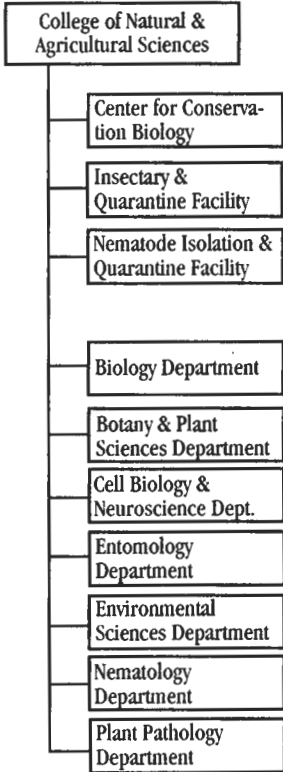 College of Natural &
Agricultural Sciences
Center for Conserva-
tion Biology
Insectary &
Quarantine Facility
Nematode Isolation &
Quarantine Facility
Biology Department
Botany & Plant
Sciences Department
Cell Biology &
Neuroscience Dept.
Entomology
Department
Environmental
Sciences Department
Nematology
Department
Plant Pathology
Department